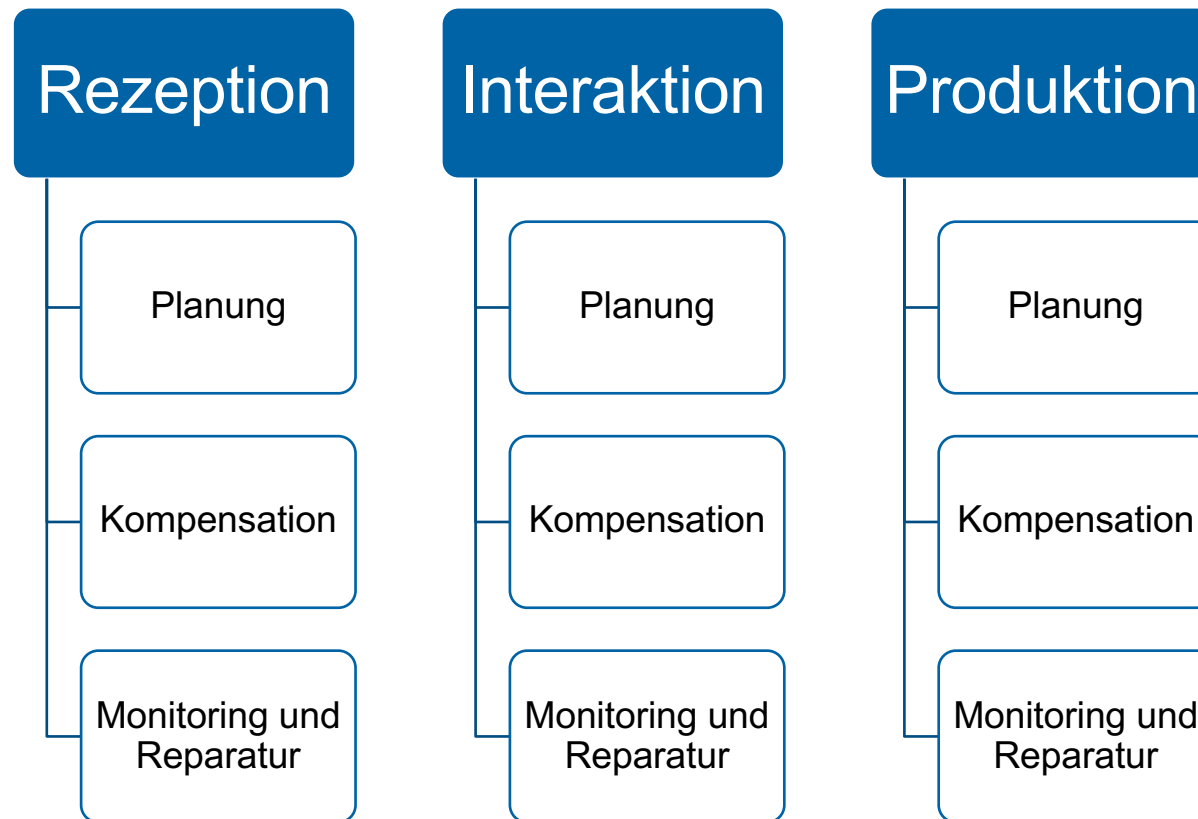 Rezeption
Planung
Kompensation
Monitoring und
Reparatur
Interaktion
Planung
Kompensation
Monitoring und
Reparatur
Produktion
Planung
Kompensation
Monitoring und
Reparatur